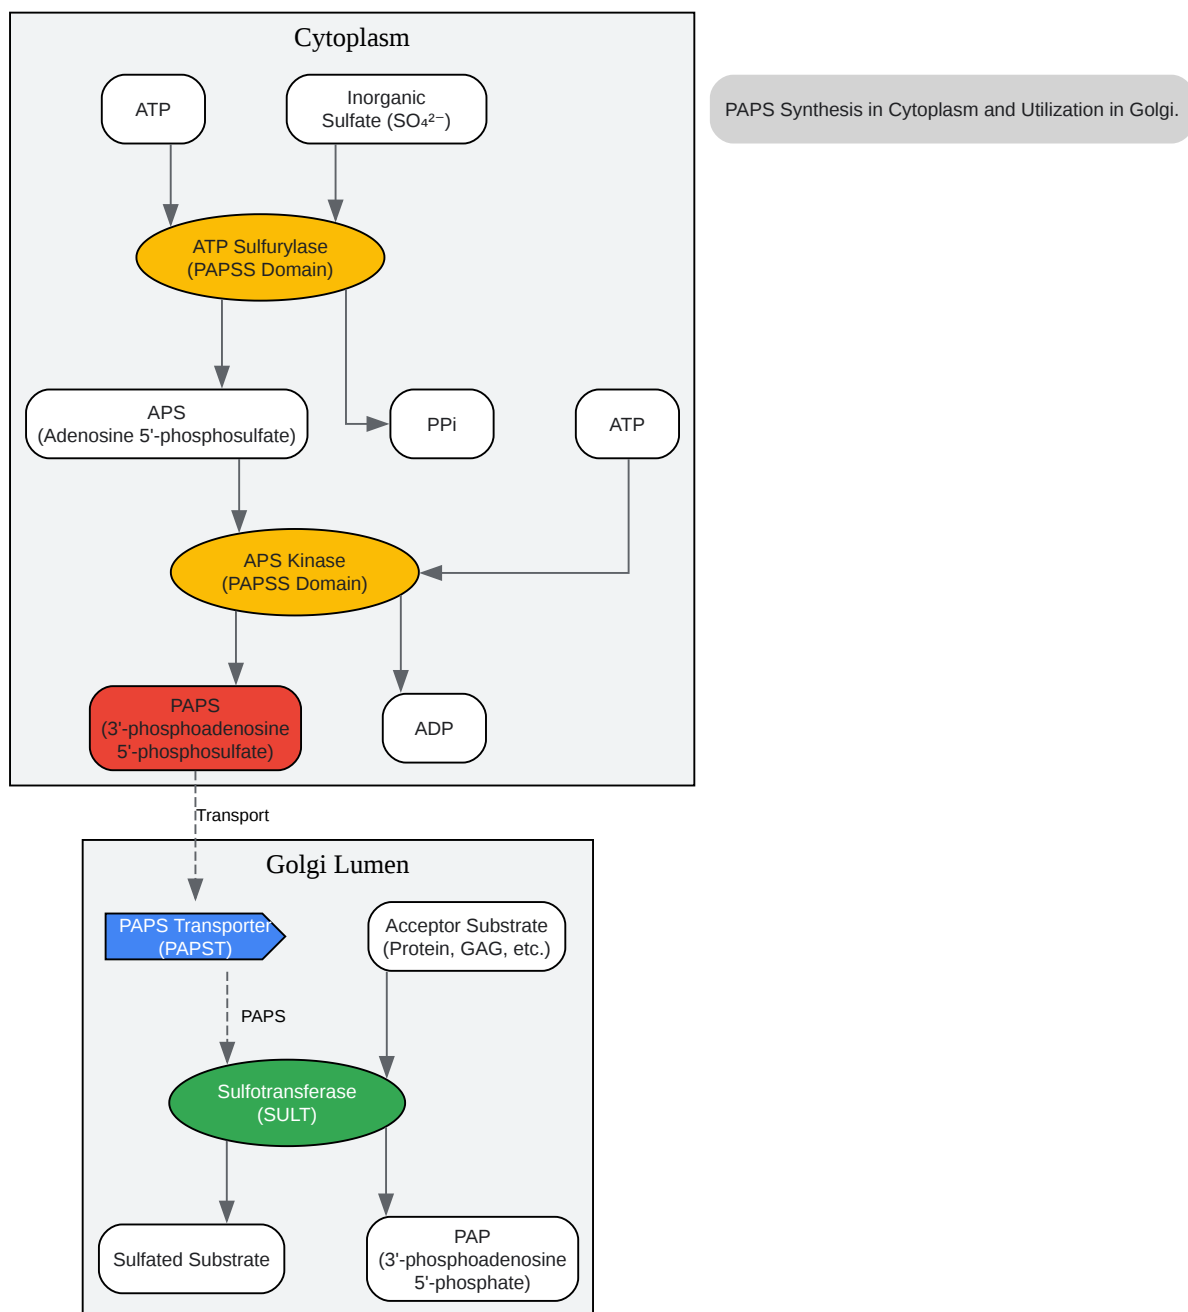 Cytoplasm
ATP
Inorganic
Sulfate (SO₄²⁻)
PAPS Synthesis in Cytoplasm and Utilization in Golgi.
ATP Sulfurylase
(PAPSS Domain)
APS
(Adenosine 5'-phosphosulfate)
PPi
ATP
APS Kinase
(PAPSS Domain)
PAPS
(3'-phosphoadenosine
5'-phosphosulfate)
ADP
Transport
Golgi Lumen
PAPS Transporter
(PAPST)
Acceptor Substrate
(Protein, GAG, etc.)
PAPS
Sulfotransferase
(SULT)
Sulfated Substrate
PAP
(3'-phosphoadenosine
5'-phosphate)